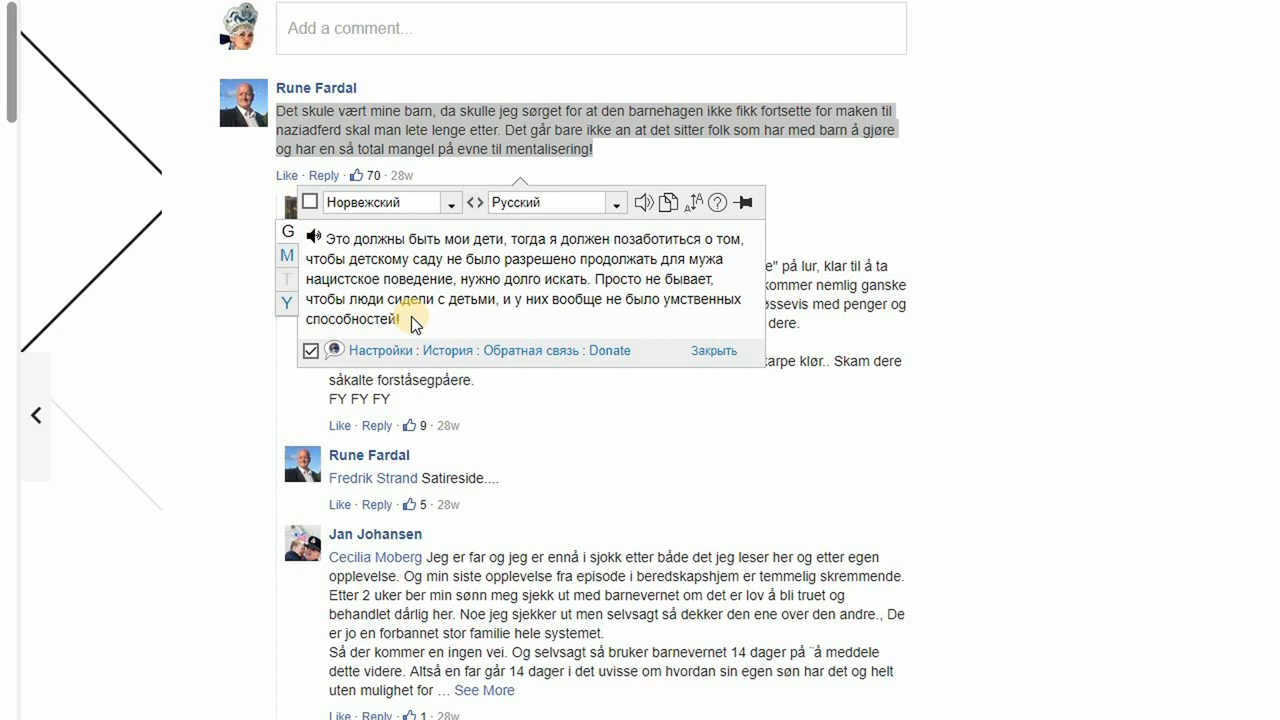 Add a comment...
Rune Fardal
Det skule vært mine barn, da skulle jeg sørget for at den barnehagen ikke fikk fortsette for maken til
naziadferd skal man lete lenge etter. Det går bare ikke an at det sitter folk som har med barn å gjøre
og har en så total mangel på evne til mentalisering!
Like · Reply · 70 · 28w
Норвежский <> Русский
G
M
T
Y
Это должны быть мои дети, тогда я должен позаботиться о том,
чтобы детскому саду не было разрешено продолжать для мужа
нацистское поведение, нужно долго искать. Просто не бывает,
чтобы люди сидели с детьми, и у них вообще не было умственных
способностей!
Настройки : История : Обратная связь : Donate Закрыть
e" på lur, klar til å ta
kommer nemlig ganske
øssevis med penger og
dere.
karpe klør.. Skam dere
såkalte forståsegpåere.
FY FY FY
Like · Reply · 9 · 28w
Rune Fardal
Fredrik Strand Satireside....
Like · Reply · 5 · 28w
Jan Johansen
Cecilia Moberg Jeg er far og jeg er ennå i sjokk etter både det jeg leser her og etter egen
opplevelse. Og min siste opplevelse fra episode i beredskapshjem er temmelig skremmende.
Etter 2 uker ber min sønn meg sjekk ut med barnevernet om det er lov å bli truet og
behandlet dårlig her. Noe jeg sjekker ut men selvsagt så dekker den ene over den andre., De
er jo en forbannet stor familie hele systemet.
Så der kommer en ingen vei. Og selvsagt så bruker barnevernet 14 dager på ¨å meddele
dette videre. Altså en far går 14 dager i det uvisse om hvordan sin egen søn har det og helt
uten mulighet for ... See More
Like · Reply · 1 · 28w